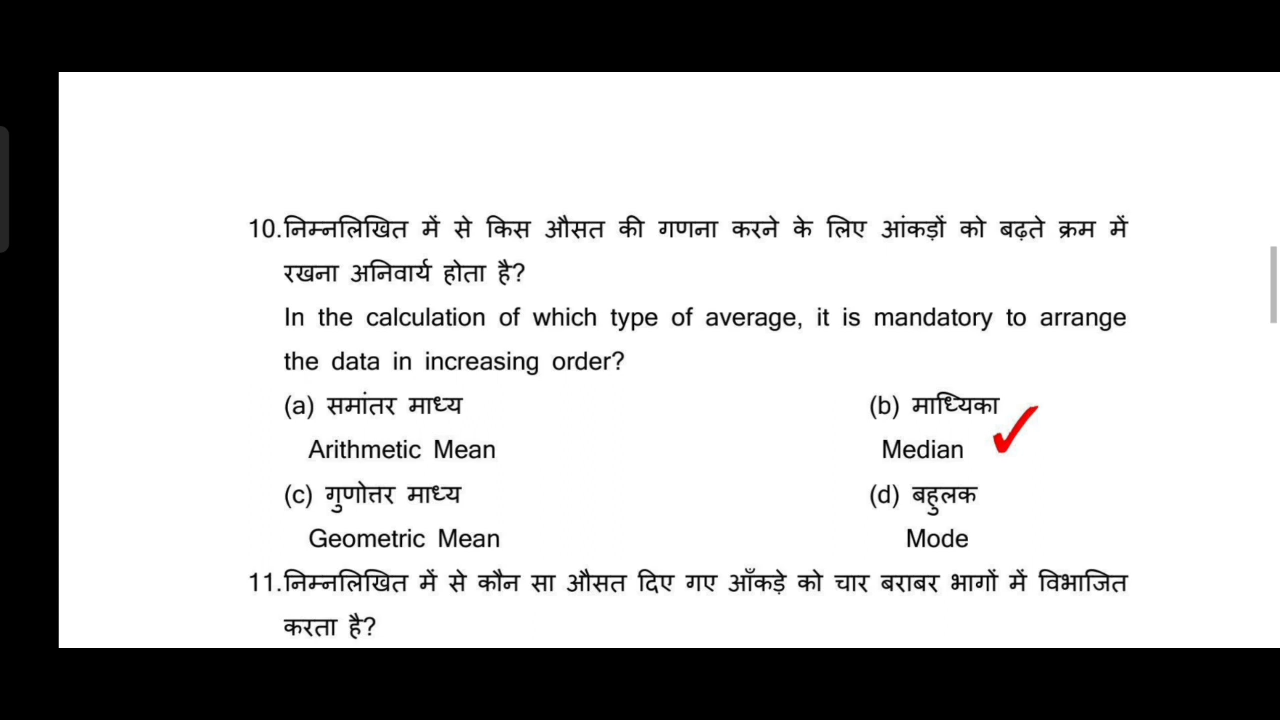 10.निम्नलिखित में से किस औसत की गणना करने के लिए आंकड़ों को बढ़ते क्रम में
रखना अनिवार्य होता है?
In the calculation of which type of average, it is mandatory to arrange
the data in increasing order?
(a) समांतर माध्य (b) माध्यिका
Arithmetic Mean Median
(c) गुणोत्तर माध्य (d) बहुलक
Geometric Mean Mode
11.निम्नलिखित में से कौन सा औसत दिए गए आँकड़े को चार बराबर भागों में विभाजित
करता है?